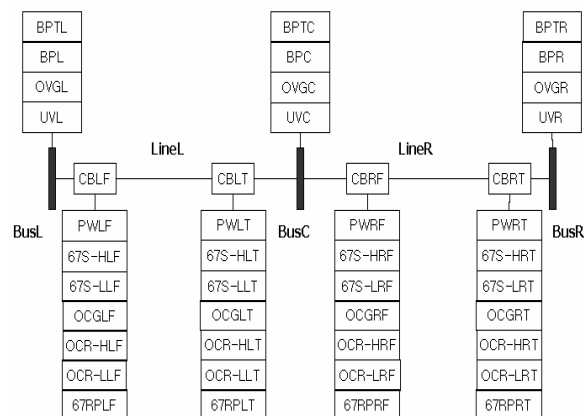 BPTL BPTC BPTR
BPL BPC BPR
OVGL OVGC OVGR
UVL UVC UVR
LineL LineR
CBLF CBLT CBRF CBRT
BusL BusC BusR
PWLF PWLT PWRF PWRT
67S-HLF 67S-HLT 67S-HRF 67S-HRT
67S-LLF 67S-LLT 67S-LRF 67S-LRT
OCGLF OCGLT OCGRF OCGRT
OCR-HLF OCR-HLT OCR-HRF OCR-HRT
OCR-LLF OCR-LLT OCR-LRF OCR-LRT
67RPLF 67RPLT 67RPRF 67RPRT